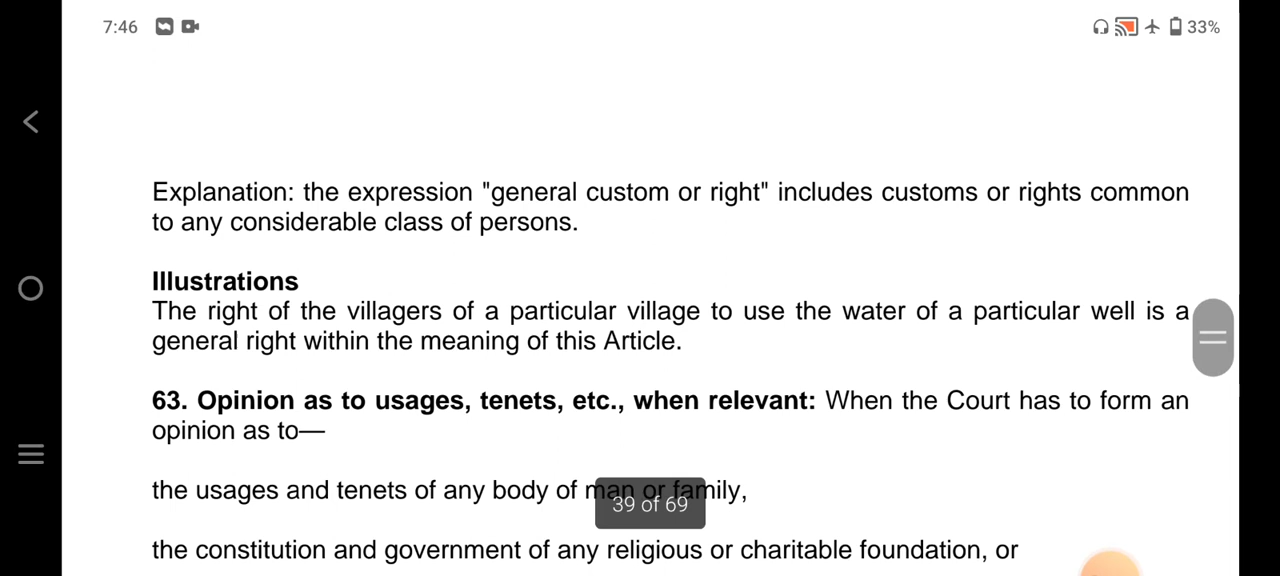 7:46
33%
Explanation: the expression "general custom or right" includes customs or rights common
to any considerable class of persons.
Illustrations
The right of the villagers of a particular village to use the water of a particular well is a
general right within the meaning of this Article.
63. Opinion as to usages, tenets, etc., when relevant: When the Court has to form an
opinion as to—
the usages and tenets of any body of man or family,
39 of 69
the constitution and government of any religious or charitable foundation, or